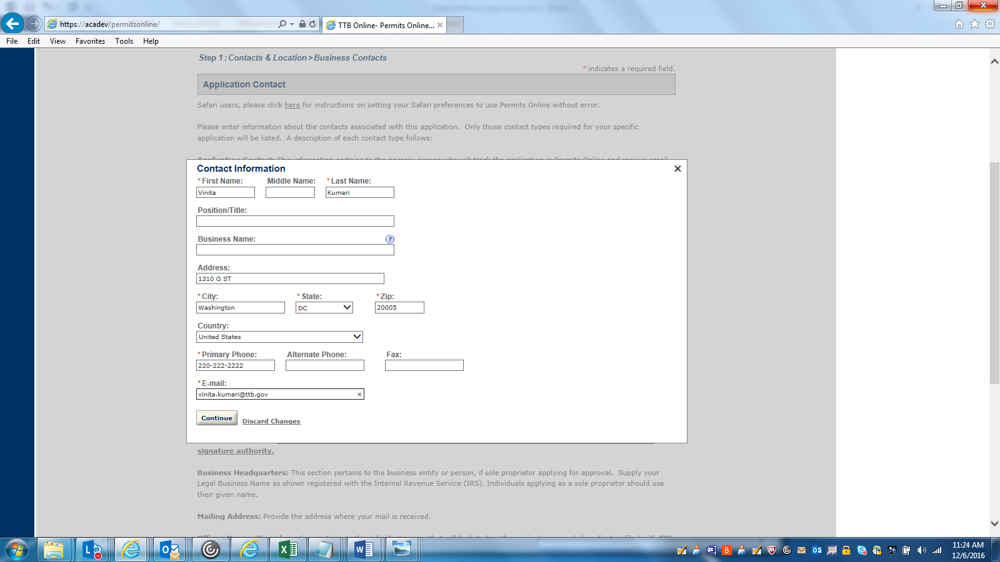 https://acadev/permitsonline/
TTB Online- Permits Online...
File Edit View Favorites Tools Help
Step 1 : Contacts & Location > Business Contacts
* indicates a required field.
Application Contact
Safari users, please click here for instructions on setting your Safari preferences to use Permits Online without error.
Please enter information about the contacts associated with this application. Only those contact types required for your specific
application will be listed. A description of each contact type follows:
Contact Information
* First Name: Middle Name: * Last Name:
Vinita Kumari
Position/Title:
Business Name: ?
Address:
1310 G ST
* City: * State: * Zip:
Washington DC 20005
Country:
United States
* Primary Phone: Alternate Phone: Fax:
220-222-2222
* E-mail:
vinita.kumari@ttb.gov
Continue Discard Changes
signature authority.
Business Headquarters: This section pertains to the business entity or person, if sole proprietor applying for approval. Supply your
Legal Business Name as shown registered with the Internal Revenue Service (IRS). Individuals applying as a sole proprietor should use
their given name.
Mailing Address: Provide the address where your mail is received.
11:24 AM
12/6/2016